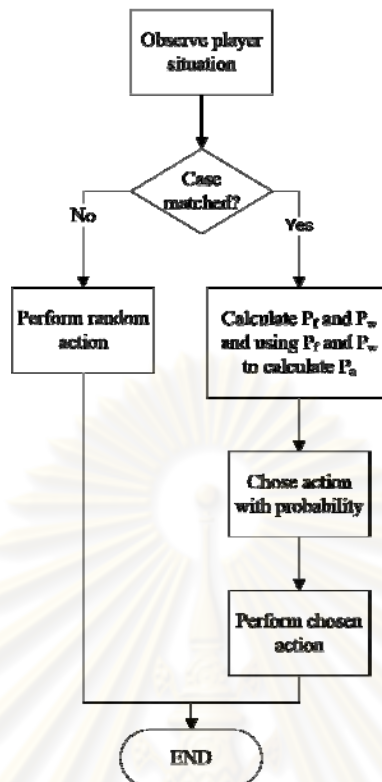 Observe player
situation
Case
matched?
No
Yes
Perform random
action
Calculate Pf and Pw
and using Pf and Pw
to calculate Pa
Chose action
with probability
Perform chosen
action
END